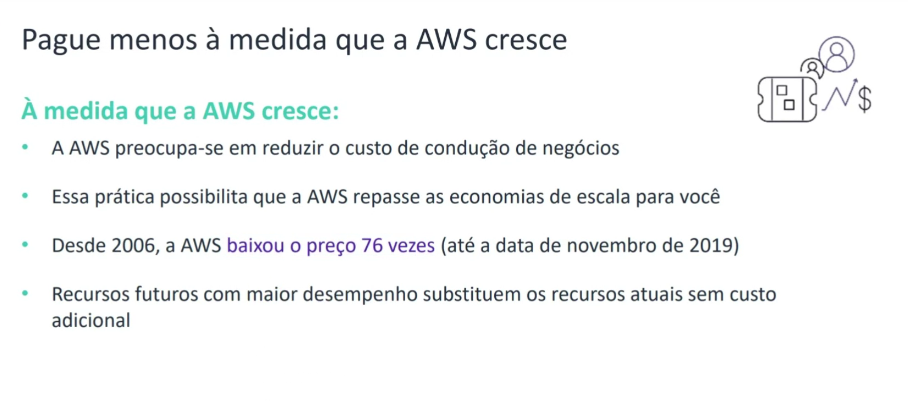 Pague menos à medida que a AWS cresce
À medida que a AWS cresce:
• A AWS preocupa-se em reduzir o custo de condução de negócios
• Essa prática possibilita que a AWS repasse as economias de escala para você
• Desde 2006, a AWS baixou o preço 76 vezes (até a data de novembro de 2019)
• Recursos futuros com maior desempenho substituem os recursos atuais sem custo
adicional
$